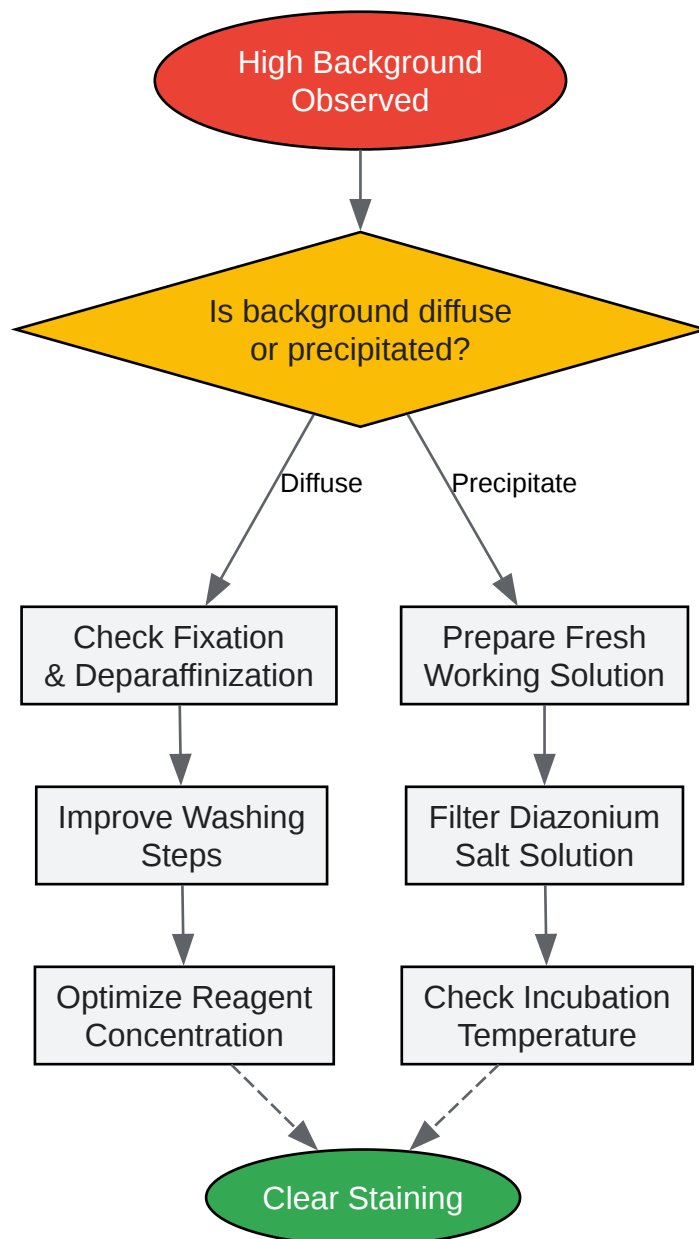 High Background
Observed
Is background diffuse
or precipitated?
Diffuse
Precipitate
Check Fixation
& Deparaffinization
Prepare Fresh
Working Solution
Improve Washing
Steps
Filter Diazonium
Salt Solution
Optimize Reagent
Concentration
Check Incubation
Temperature
Clear Staining